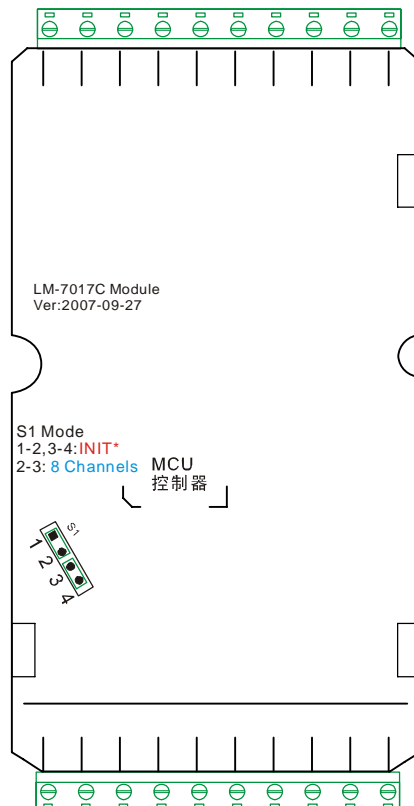 LM-7017C Module
Ver:2007-09-27
S1 Mode
1-2,3-4:INIT*
2-3: 8 Channels
MCU
控制器
S1
1
2
3
4